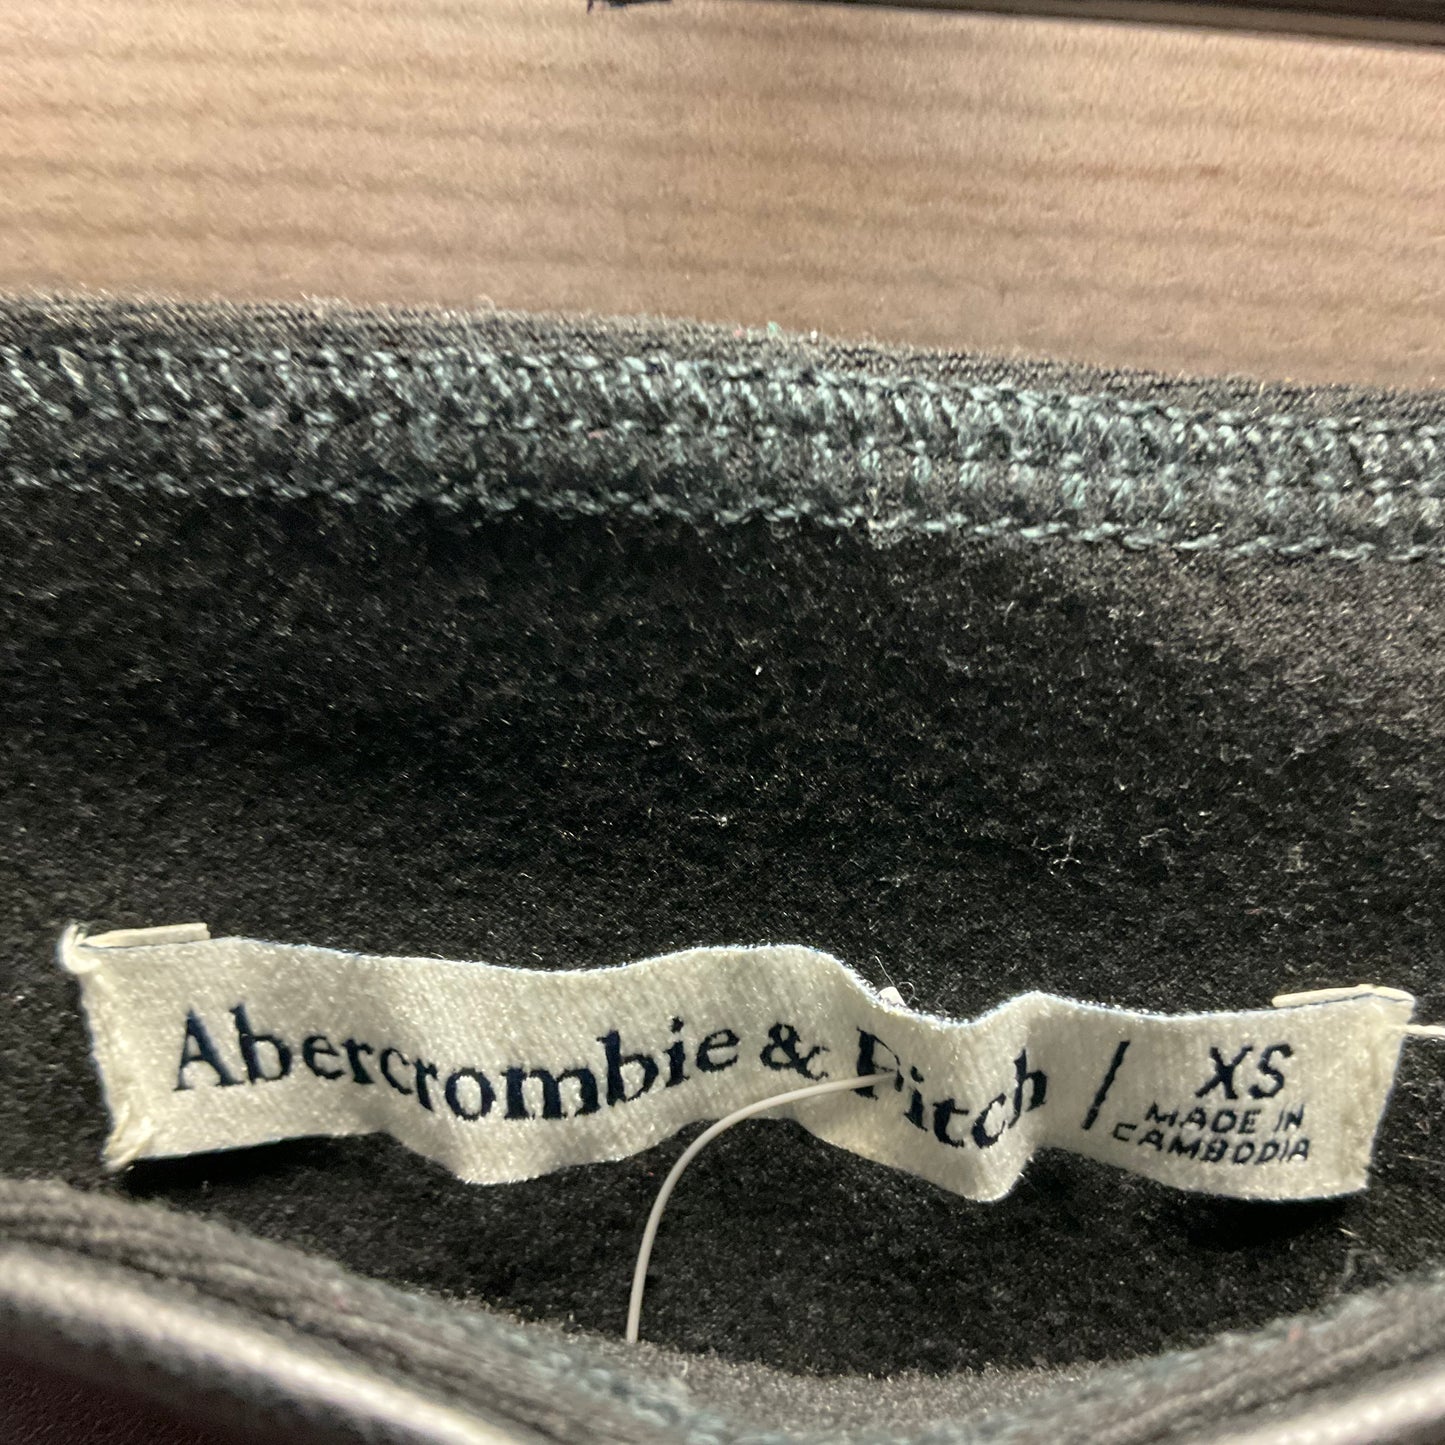 Abercrombie & Fitch / XS
MADE IN
CAMBODIA